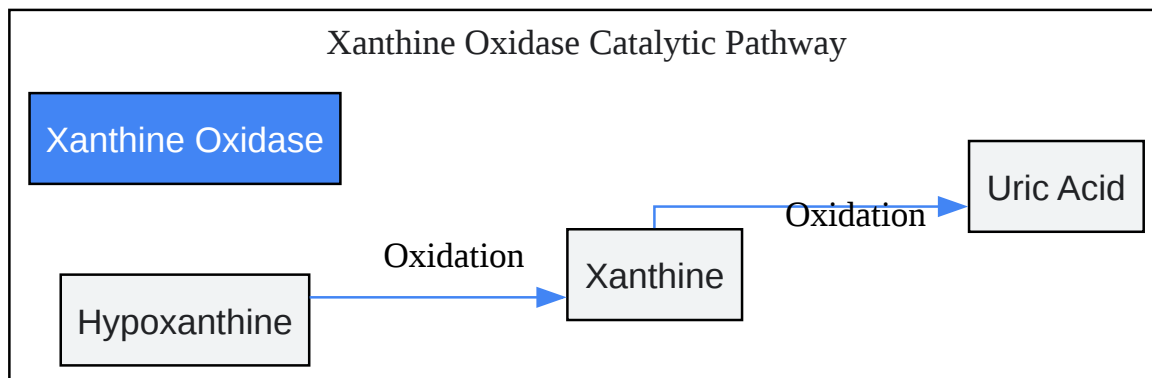 Xanthine Oxidase Catalytic Pathway
Xanthine Oxidase
Uric Acid
Oxidation
Oxidation
Xanthine
Hypoxanthine